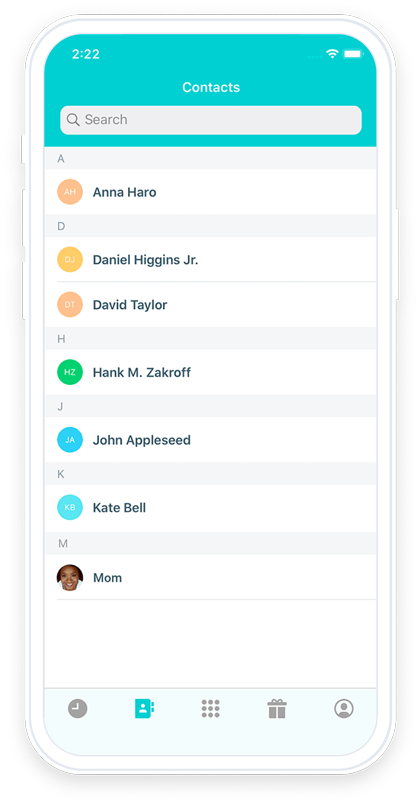 2:22
Contacts
Search
A
AH Anna Haro
D
DJ Daniel Higgins Jr.
DT David Taylor
H
HZ Hank M. Zakroff
J
JA John Appleseed
K
KB Kate Bell
M
Mom